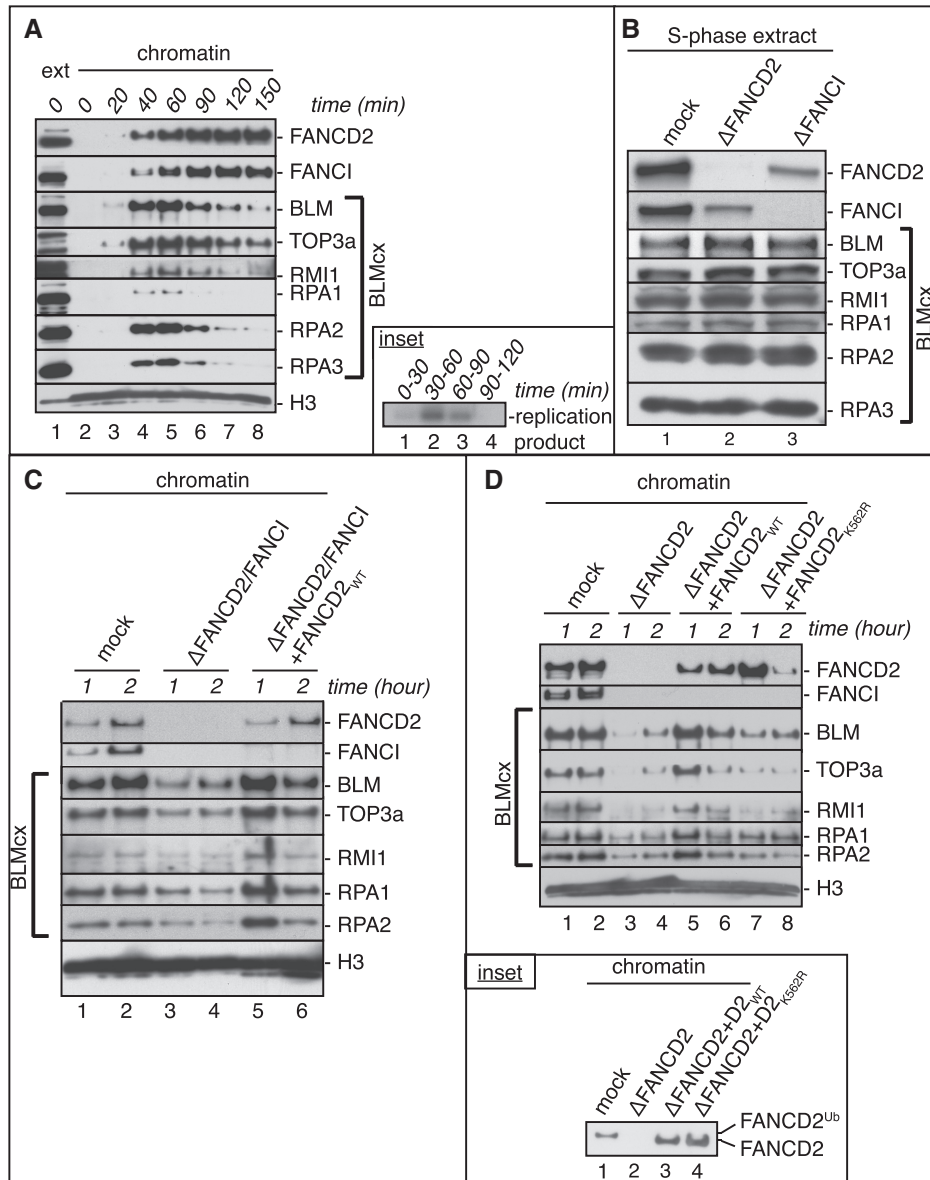 A
chromatin
ext
0 0 20 40 60 90 120 150 time (min)
FANCD2
FANCI
BLM
TOP3a
RMI1
RPA1
RPA2
RPA3
H3
BLMcx
1 2 3 4 5 6 7 8
inset
0-30 30-60 60-90 90-120
time (min)
replication
product
1 2 3 4
B
S-phase extract
mock ΔFANCD2 ΔFANCI
FANCD2
FANCI
BLM
TOP3a
RMI1
RPA1
RPA2
RPA3
BLMcx
1 2 3
C
chromatin
mock
ΔFANCD2/FANCI
ΔFANCD2/FANCI
+FANCD2WT
1 2 1 2 1 2 time (hour)
FANCD2
FANCI
BLM
TOP3a
RMI1
RPA1
RPA2
H3
BLMcx
1 2 3 4 5 6
D
chromatin
mock
ΔFANCD2
ΔFANCD2
+FANCD2WT
ΔFANCD2
+FANCD2K562R
1 2 1 2 1 2 1 2 time (hour)
FANCD2
FANCI
BLM
TOP3a
RMI1
RPA1
RPA2
H3
BLMcx
1 2 3 4 5 6 7 8
inset
chromatin
mock
ΔFANCD2
ΔFANCD2+D2WT
ΔFANCD2+D2K562R
FANCD2Ub
FANCD2
1 2 3 4